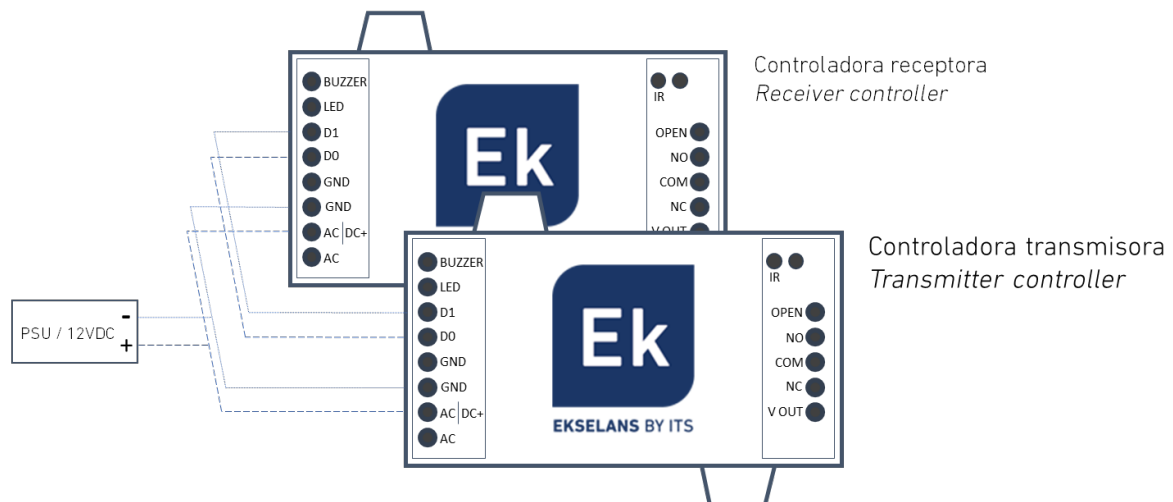 BUZZER
LED
D1
D0
GND
GND
AC |DC+
AC
Ek
IR
OPEN
NO
COM
NC
V OUT
Controladora receptora
Receiver controller
PSU / 12VDC
-
+
BUZZER
LED
D1
D0
GND
GND
AC |DC+
AC
Ek
EKSELANS BY ITS
IR
OPEN
NO
COM
NC
V OUT
Controladora transmisora
Transmitter controller